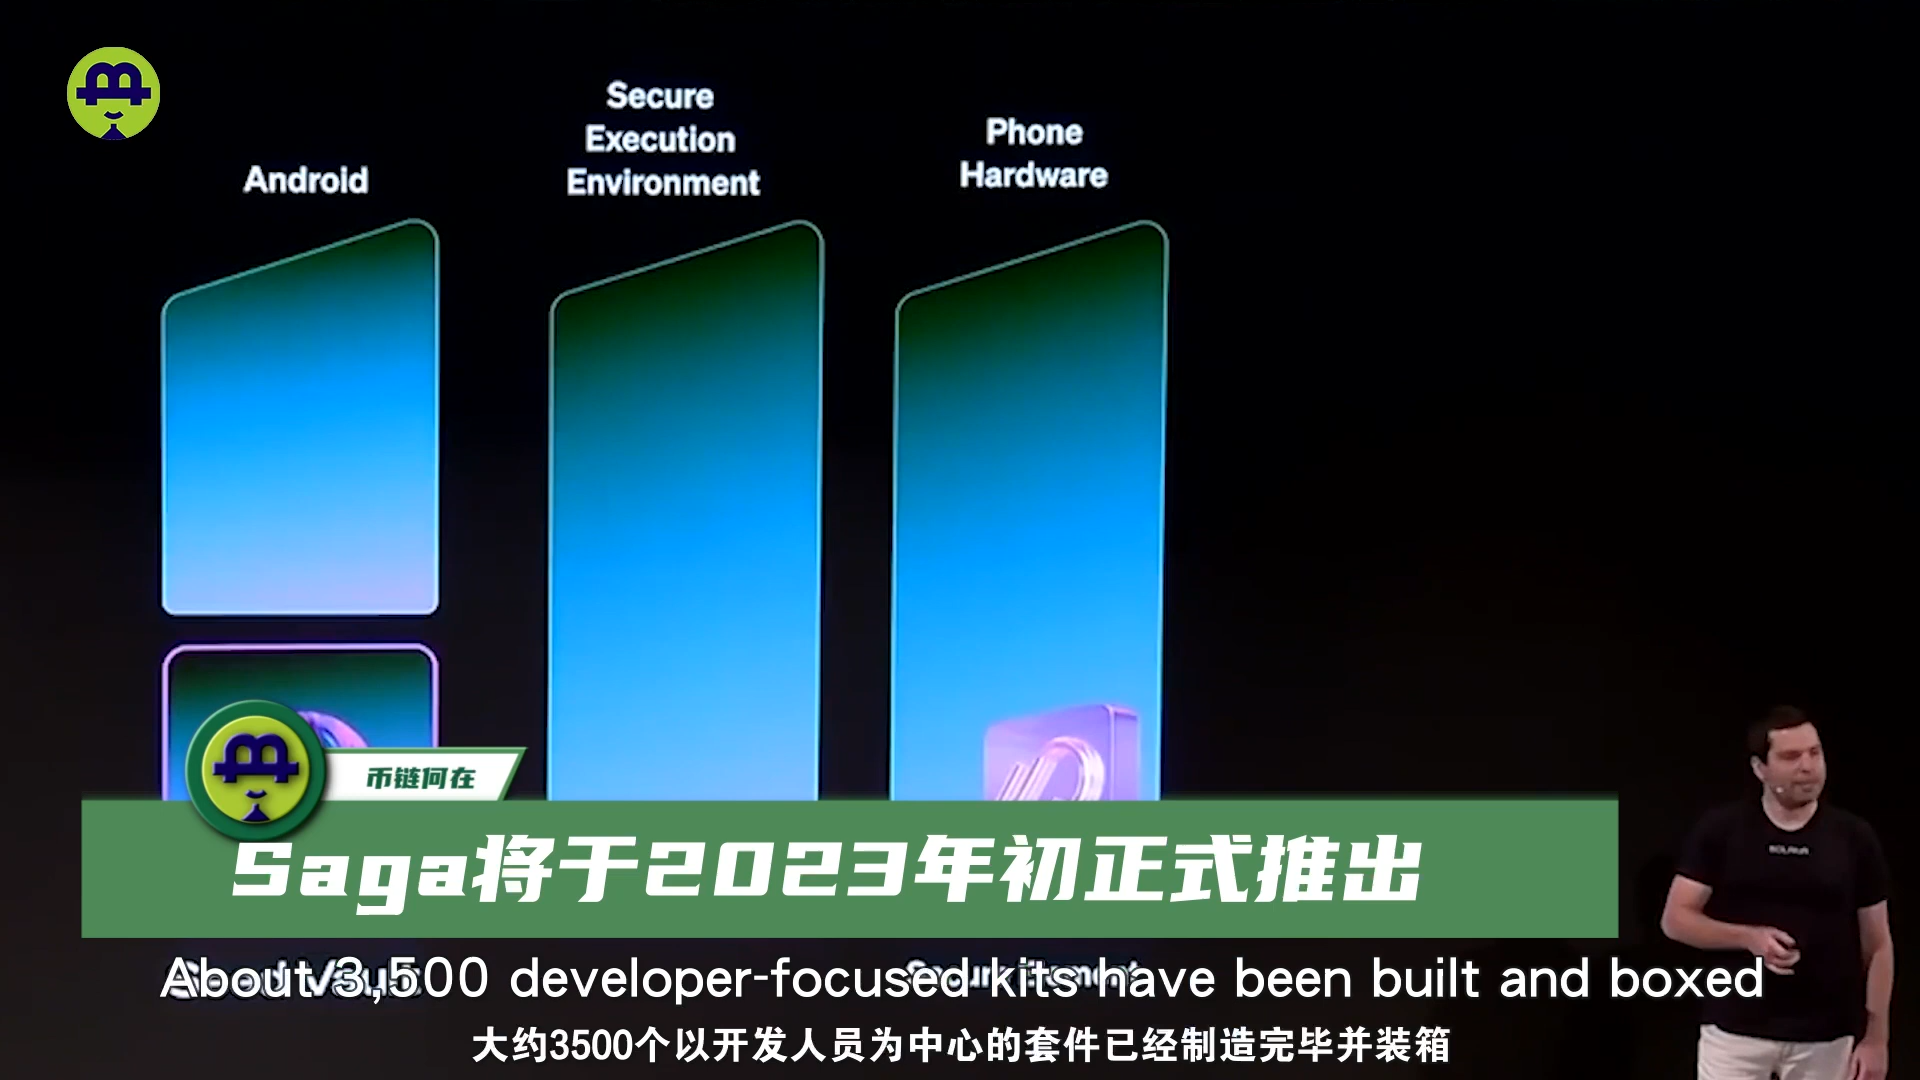 Android
Secure
Execution
Environment
Phone
Hardware
币链何在
Saga将于2023年初正式推出
SOLANA
About 3,500 developer-focused kits have been built and boxed
大约3500个以开发人员为中心的套件已经制造完毕并装箱